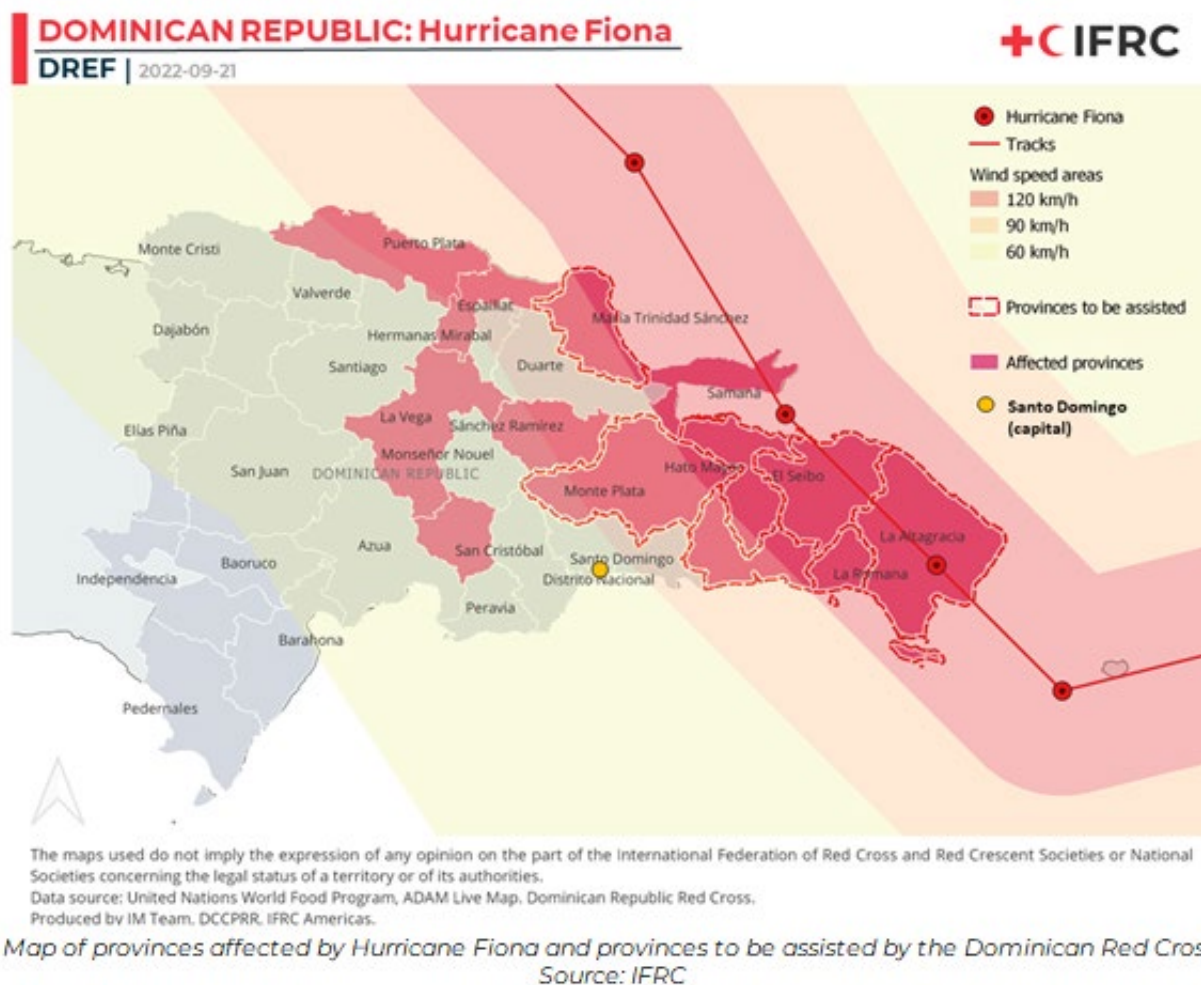 DOMINICAN REPUBLIC: Hurricane Fiona
DREF | 2022-09-21
IFRC
Hurricane Fiona
Tracks
Wind speed areas
120 km/h
90 km/h
60 km/h
Provinces to be assisted
Affected provinces
Santo Domingo
(capital)
Monte Cristi
Puerto Plata
Valverde
Espaillat
María Trinidad Sánchez
Dajabón
Hermanas Mirabal
Santiago
Duarte
Samaná
La Vega
Sánchez Ramírez
Elías Piña
Monseñor Nouel
San Juan
DOMINICAN REPUBLIC
Hato Mayor
El Seibo
Monte Plata
La Altagracia
Azua
San Cristóbal
Santo Domingo
Baoruco
Independencia
Distrito Nacional
La Romana
Peravia
Barahona
Pedernales
The maps used do not imply the expression of any opinion on the part of the International Federation of Red Cross and Red Crescent Societies or National
Societies concerning the legal status of a territory or of its authorities.
Data source: United Nations World Food Program, ADAM Live Map. Dominican Republic Red Cross.
Produced by IM Team. DCCPRR. IFRC Americas.
Map of provinces affected by Hurricane Fiona and provinces to be assisted by the Dominican Red Cros
Source: IFRC